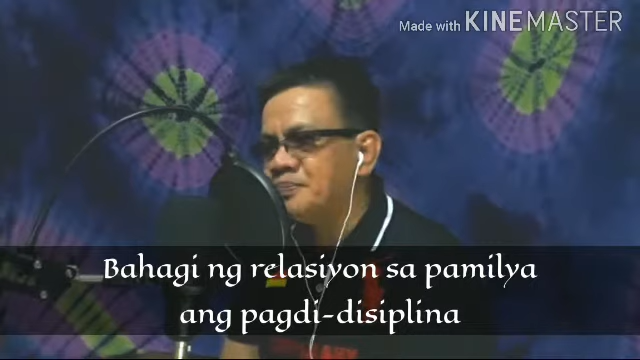 Made with KINEMASTER
Bahagi ng relasiyon sa pamilya
ang pagdi-disiplina